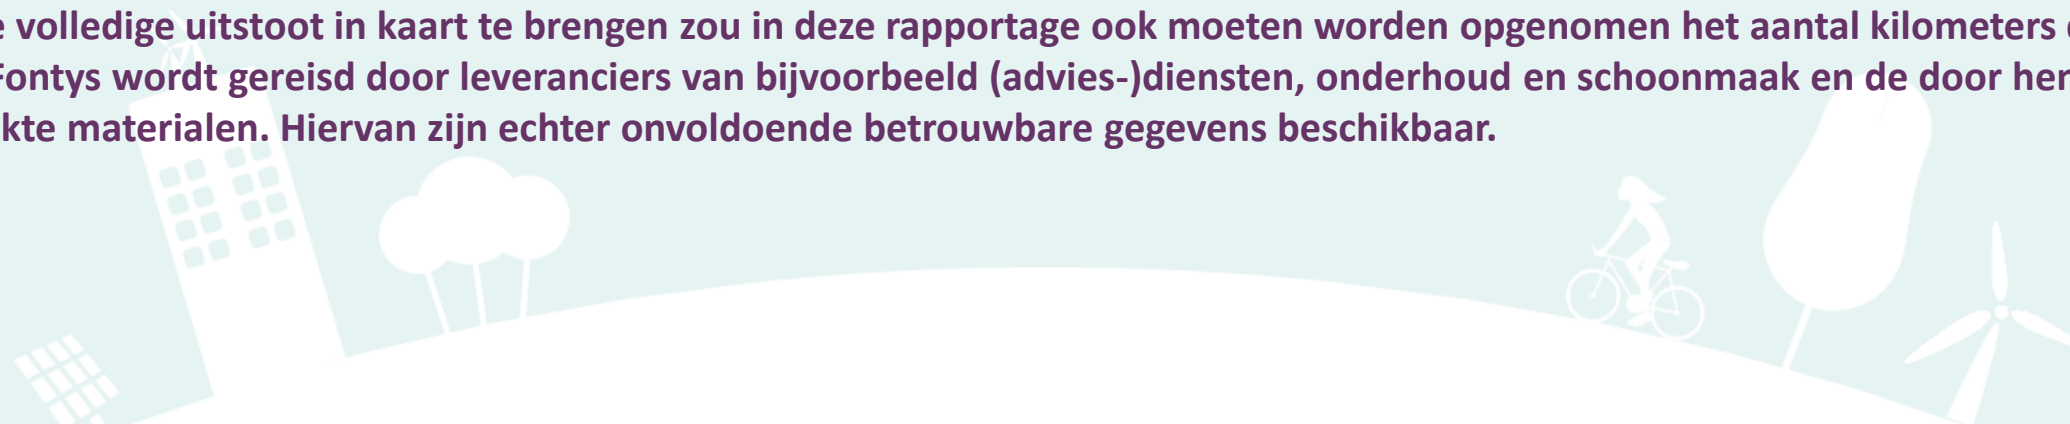 volledige uitstoot in kaart te brengen zou in deze rapportage ook moeten worden opgenomen het aantal kilometers
Fontys wordt gereisd door leveranciers van bijvoorbeeld (advies-)diensten, onderhoud en schoonmaak en de door
kte materialen. Hiervan zijn echter onvoldoende betrouwbare gegevens beschikbaar.